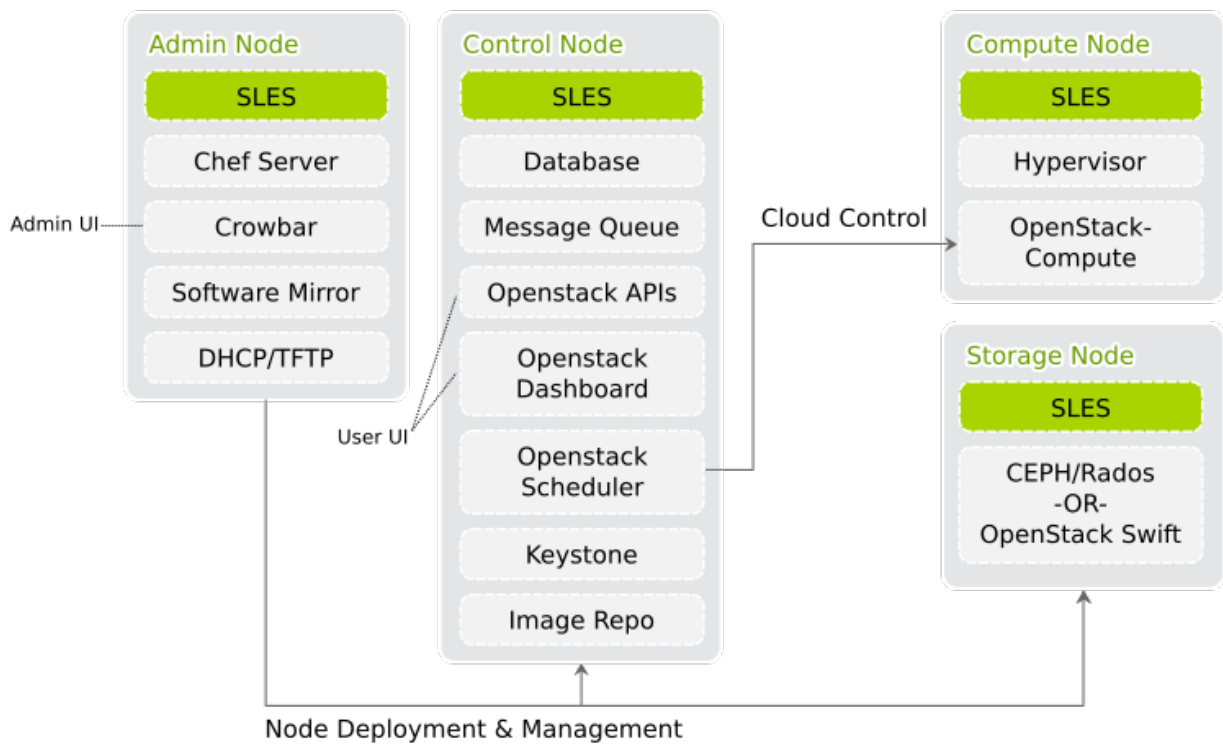 Admin Node
SLES
Chef Server
Admin UI
Crowbar
Software Mirror
DHCP/TFTP
Control Node
SLES
Database
Message Queue
Openstack APIs
Openstack
Dashboard
User UI
Openstack
Scheduler
Keystone
Image Repo
Cloud Control
Compute Node
SLES
Hypervisor
OpenStack-
Compute
Storage Node
SLES
CEPH/Rados
-OR-
OpenStack Swift
Node Deployment & Management